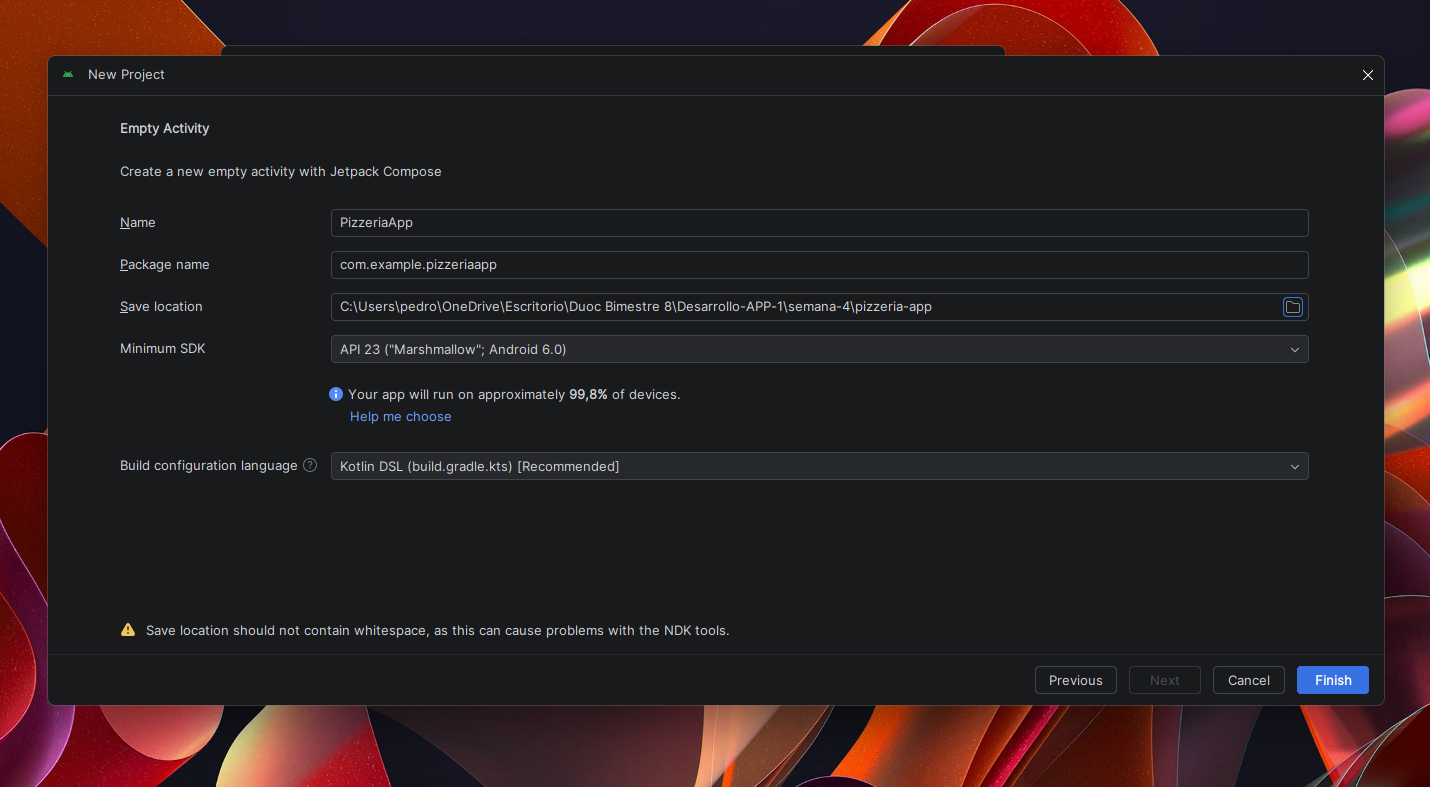 New Project
Empty Activity
Create a new empty activity with Jetpack Compose
Name PizzeriaApp
Package name com.example.pizzeriaapp
Save location C:\Users\pedro\OneDrive\Escritorio\Duoc Bimestre 8\Desarrollo-APP-1\semana-4\pizzeria-app
Minimum SDK API 23 ("Marshmallow"; Android 6.0)
Your app will run on approximately 99,8% of devices.
Help me choose
Build configuration language ? Kotlin DSL (build.gradle.kts) [Recommended]
Save location should not contain whitespace, as this can cause problems with the NDK tools.
Previous Next Cancel Finish